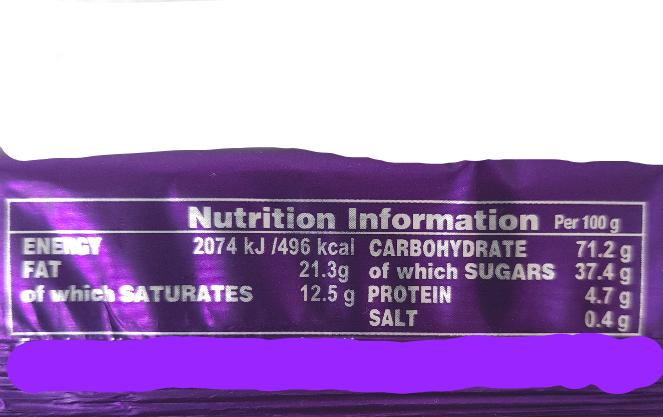 Nutrition Information Per 100 g
ENERGY 2074 kJ /496 kcal CARBOHYDRATE 71.2 g
FAT 21.3g of which SUGARS 37.4 g
of which SATURATES 12.5 g PROTEIN 4.7 g
SALT 0.4 g